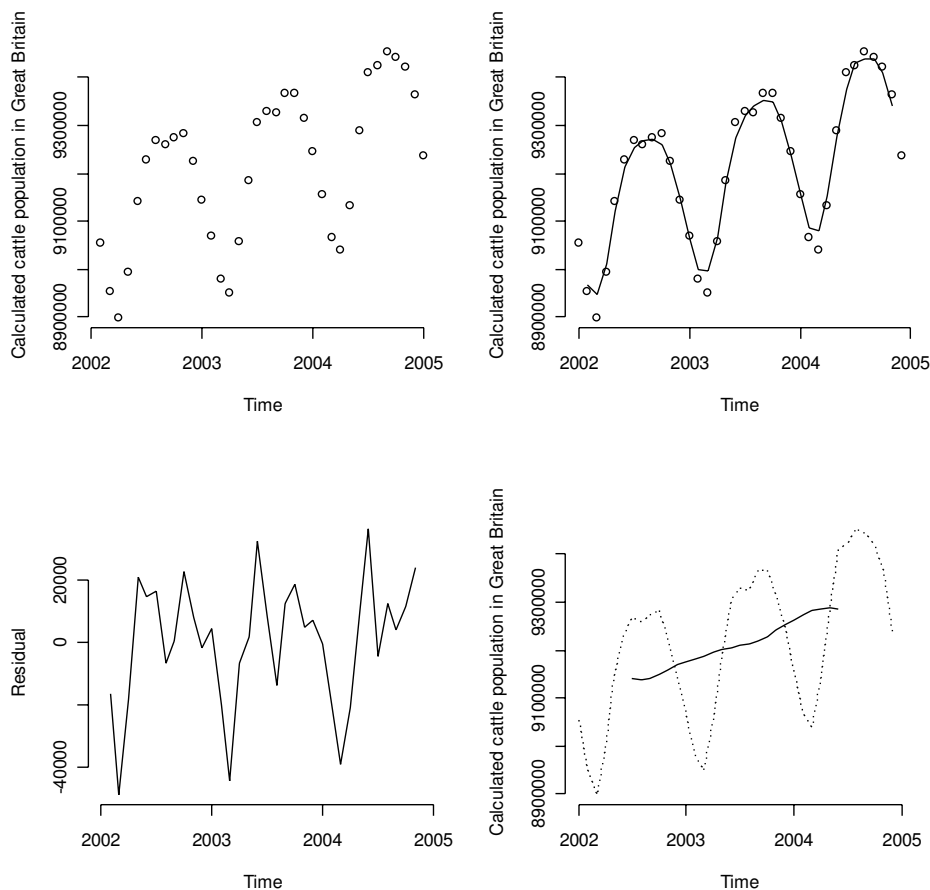 Calculated cattle population in Great Britain
8900000 9100000 9300000
2002 2003 2004 2005
Time
Calculated cattle population in Great Britain
8900000 9100000 9300000
2002 2003 2004 2005
Time
Residual
-40000 0 20000
2002 2003 2004 2005
Time
Calculated cattle population in Great Britain
8900000 9100000 9300000
2002 2003 2004 2005
Time